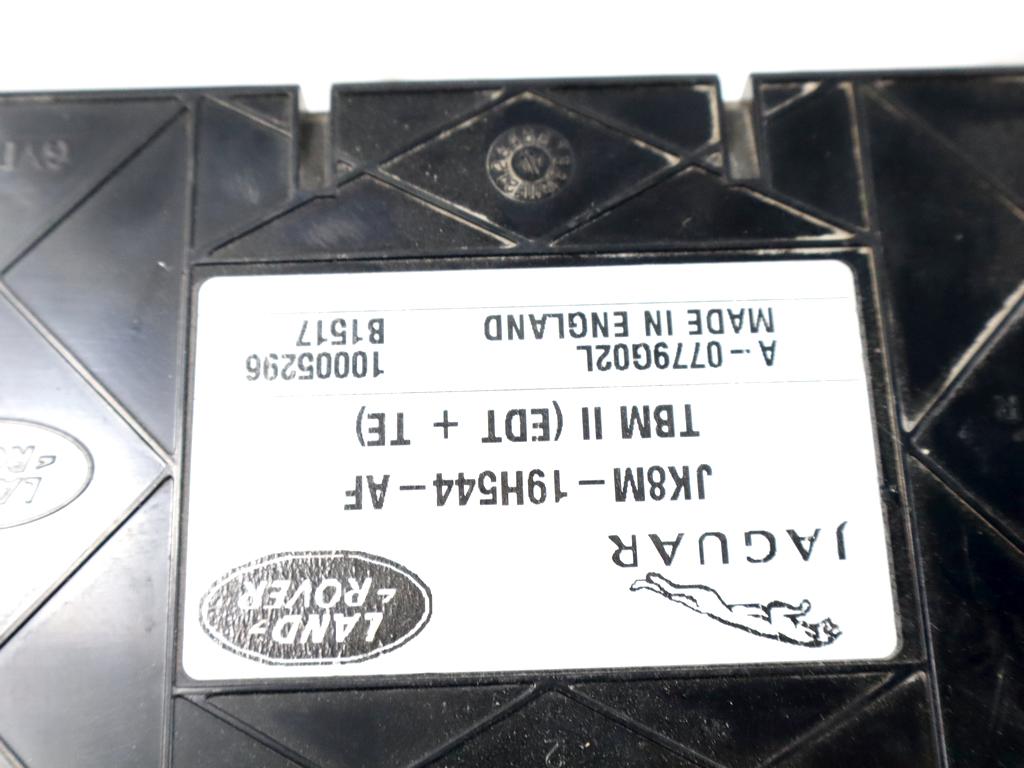 JAGUAR
LAND-
-ROVER
JK8M-19H544-AF
TBM II (EDT + TE)
A-0779G02L 10005296
MADE IN ENGLAND B1517